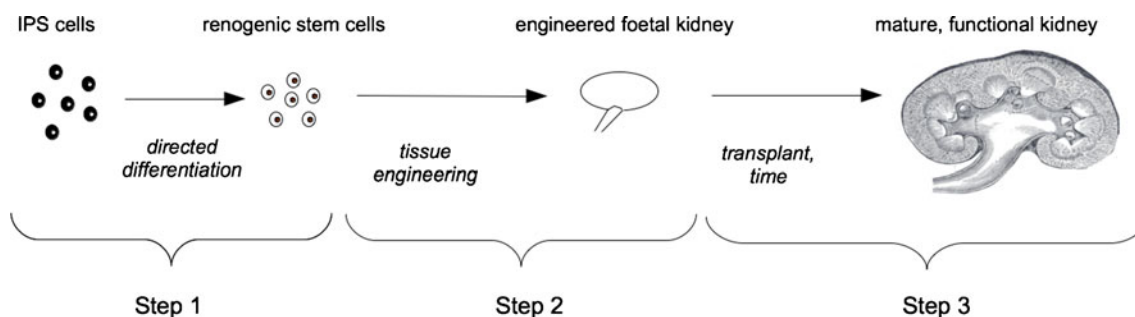 IPS cells
renogenic stem cells
engineered foetal kidney
mature, functional kidney
directed
differentiation
tissue
engineering
transplant,
time
Step 1
Step 2
Step 3